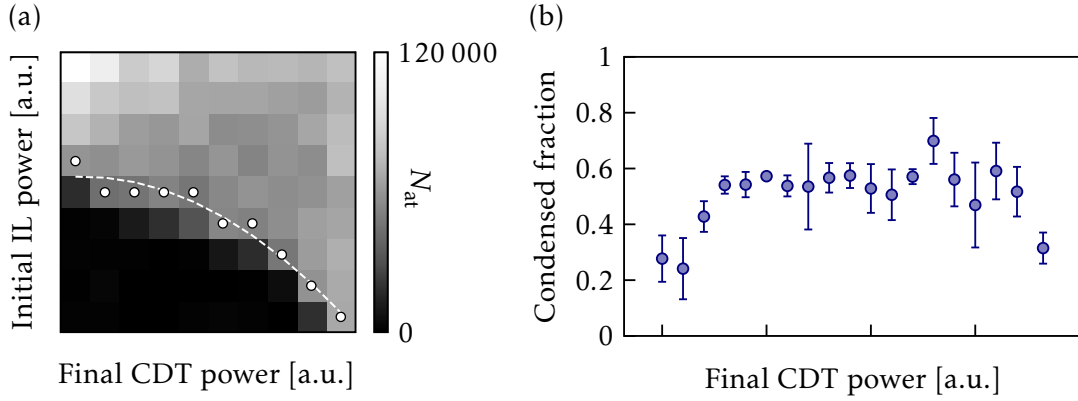 (a)
Initial IL power [a.u.]
Final CDT power [a.u.]
120 000
N_at
0
(b)
Condensed fraction
1
0.8
0.6
0.4
0.2
0
Final CDT power [a.u.]